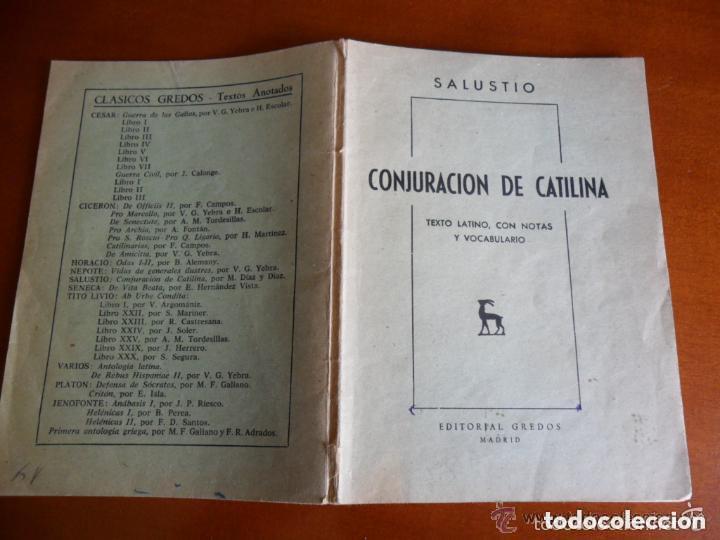 CLASICOS GREDOS - Textos Anotados
CESAR: Guerra de las Galias, por V. G. Yebra e H. Escolar.
Libro I
Libro II
Libro III
Libro IV
Libro V
Libro VI
Libro VII
Guerra Civil, por J. Calonge.
Libro I
Libro II
Libro III
CICERON: De Officiis II, por F. Campos.
Pro Marcello, por V. G. Yebra e H. Escolar.
De Senectute, por A. M. Tordesillas.
Pro Archia, por A. Fontán.
Pro S. Roscio-Pro Q. Ligario, por H. Martínez.
Catilinarias, por F. Campos.
De Amicitia, por V. G. Yebra.
HORACIO: Odas I-II, por B. Alemany.
NEPOTE: Vidas de generales ilustres, por V. G. Yebra.
SALUSTIO: Conjuración de Catilina, por M. Díaz y Díaz.
SENECA: De Vita Beata, por E. Hernández Vista.
TITO LIVIO: Ab Urbe Condita:
Libro I, por V. Argomániz.
Libro XXII, por S. Mariner.
Libro XXIII, por R. Castresana.
Libro XXIV, por J. Soler.
Libro XXV, por A. M. Tordesillas.
Libro XXIX, por J. Herrero.
Libro XXX, por S. Segura.
VARIOS: Antología latina.
De Rebus Hispaniae II, por V. G. Yebra.
PLATON: Defensa de Sócrates, por M. F. Galiano.
Critón, por E. Isla.
JENOFONTE: Anábasis I, por J. P. Riesco.
Helénicas I, por B. Perea.
Helénicas II, por F. D. Santos.
Primera antología griega, por M. F. Galiano y F. R. Adrados.
SALUSTIO
CONJURACION DE CATILINA
TEXTO LATINO, CON NOTAS
Y VOCABULARIO
EDITORIAL GREDOS
MADRID
todocoleccion.com